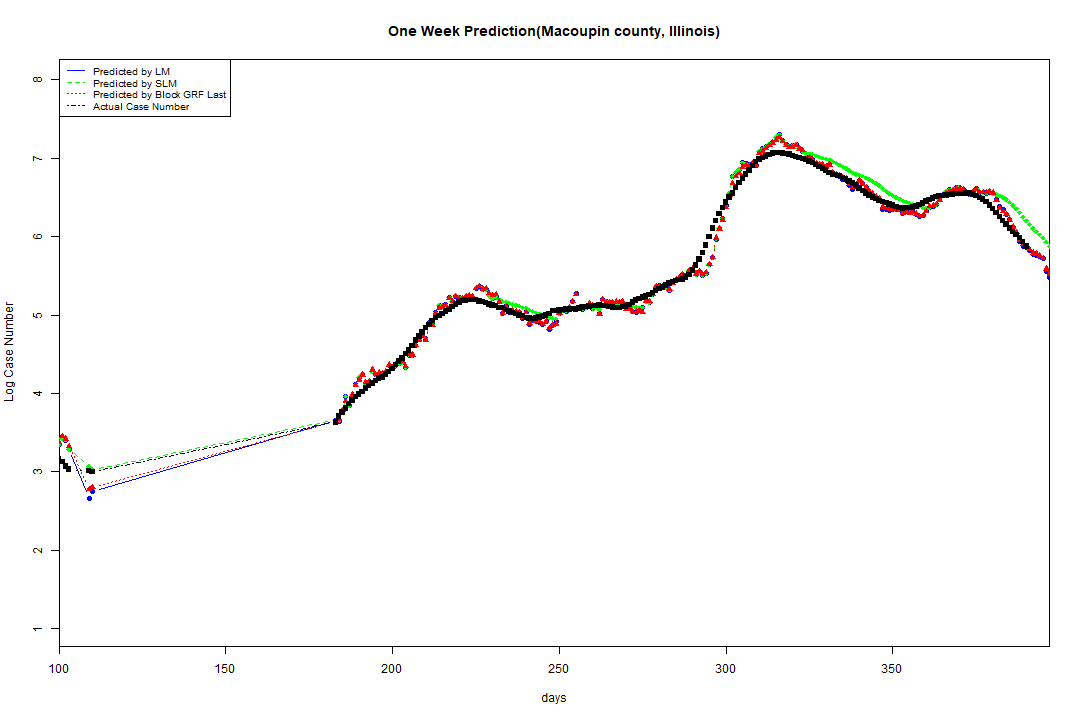 One Week Prediction(Macoupin county, Illinois)
Predicted by LM
Predicted by SLM
Predicted by Block GRF Last
Actual Case Number
Log Case Number
8
7
6
5
4
3
2
1
100 150 200 250 300 350
days